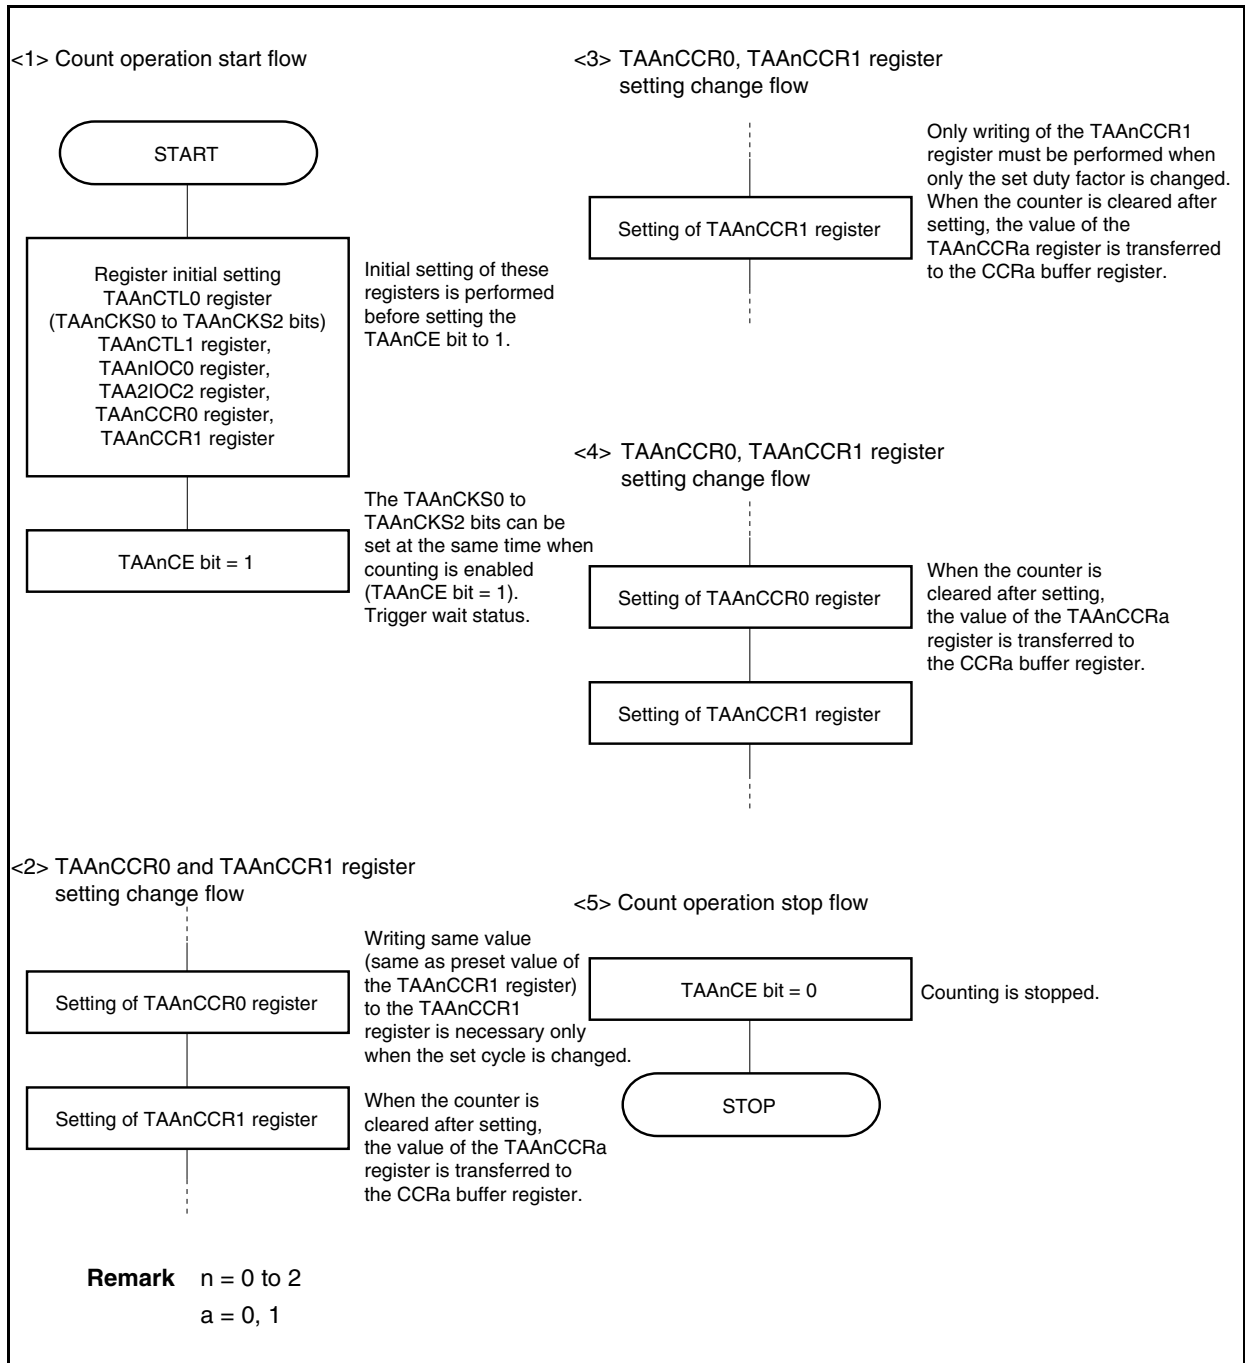 <1> Count operation start flow
START
Register initial setting
TAAnCTL0 register
(TAAnCKS0 to TAAnCKS2 bits)
TAAnCTL1 register,
TAAnIOC0 register,
TAA2IOC2 register,
TAAnCCR0 register,
TAAnCCR1 register
Initial setting of these
registers is performed
before setting the
TAAnCE bit to 1.
TAAnCE bit = 1
The TAAnCKS0 to
TAAnCKS2 bits can be
set at the same time when
counting is enabled
(TAAnCE bit = 1).
Trigger wait status.
<2> TAAnCCR0 and TAAnCCR1 register
setting change flow
Setting of TAAnCCR0 register
Writing same value
(same as preset value of
the TAAnCCR1 register)
to the TAAnCCR1
register is necessary only
when the set cycle is changed.
Setting of TAAnCCR1 register
When the counter is
cleared after setting,
the value of the TAAnCCRa
register is transferred to
the CCRa buffer register.
<3> TAAnCCR0, TAAnCCR1 register
setting change flow
Setting of TAAnCCR1 register
Only writing of the TAAnCCR1
register must be performed when
only the set duty factor is changed.
When the counter is cleared after
setting, the value of the
TAAnCCRa register is transferred
to the CCRa buffer register.
<4> TAAnCCR0, TAAnCCR1 register
setting change flow
Setting of TAAnCCR0 register
When the counter is
cleared after setting,
the value of the TAAnCCRa
register is transferred to
the CCRa buffer register.
Setting of TAAnCCR1 register
<5> Count operation stop flow
TAAnCE bit = 0
Counting is stopped.
STOP
Remark n = 0 to 2
a = 0, 1